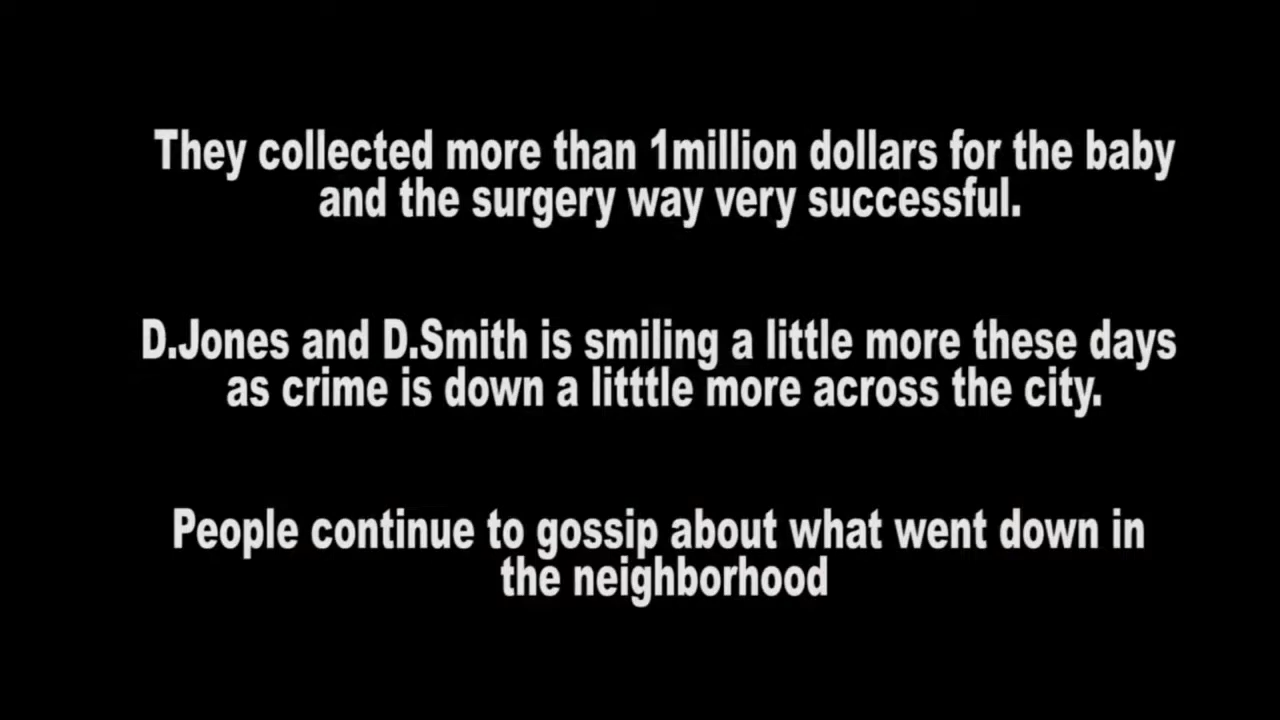 They collected more than 1million dollars for the baby
and the surgery way very successful.
D.Jones and D.Smith is smiling a little more these days
as crime is down a litttle more across the city.
People continue to gossip about what went down in
the neighborhood